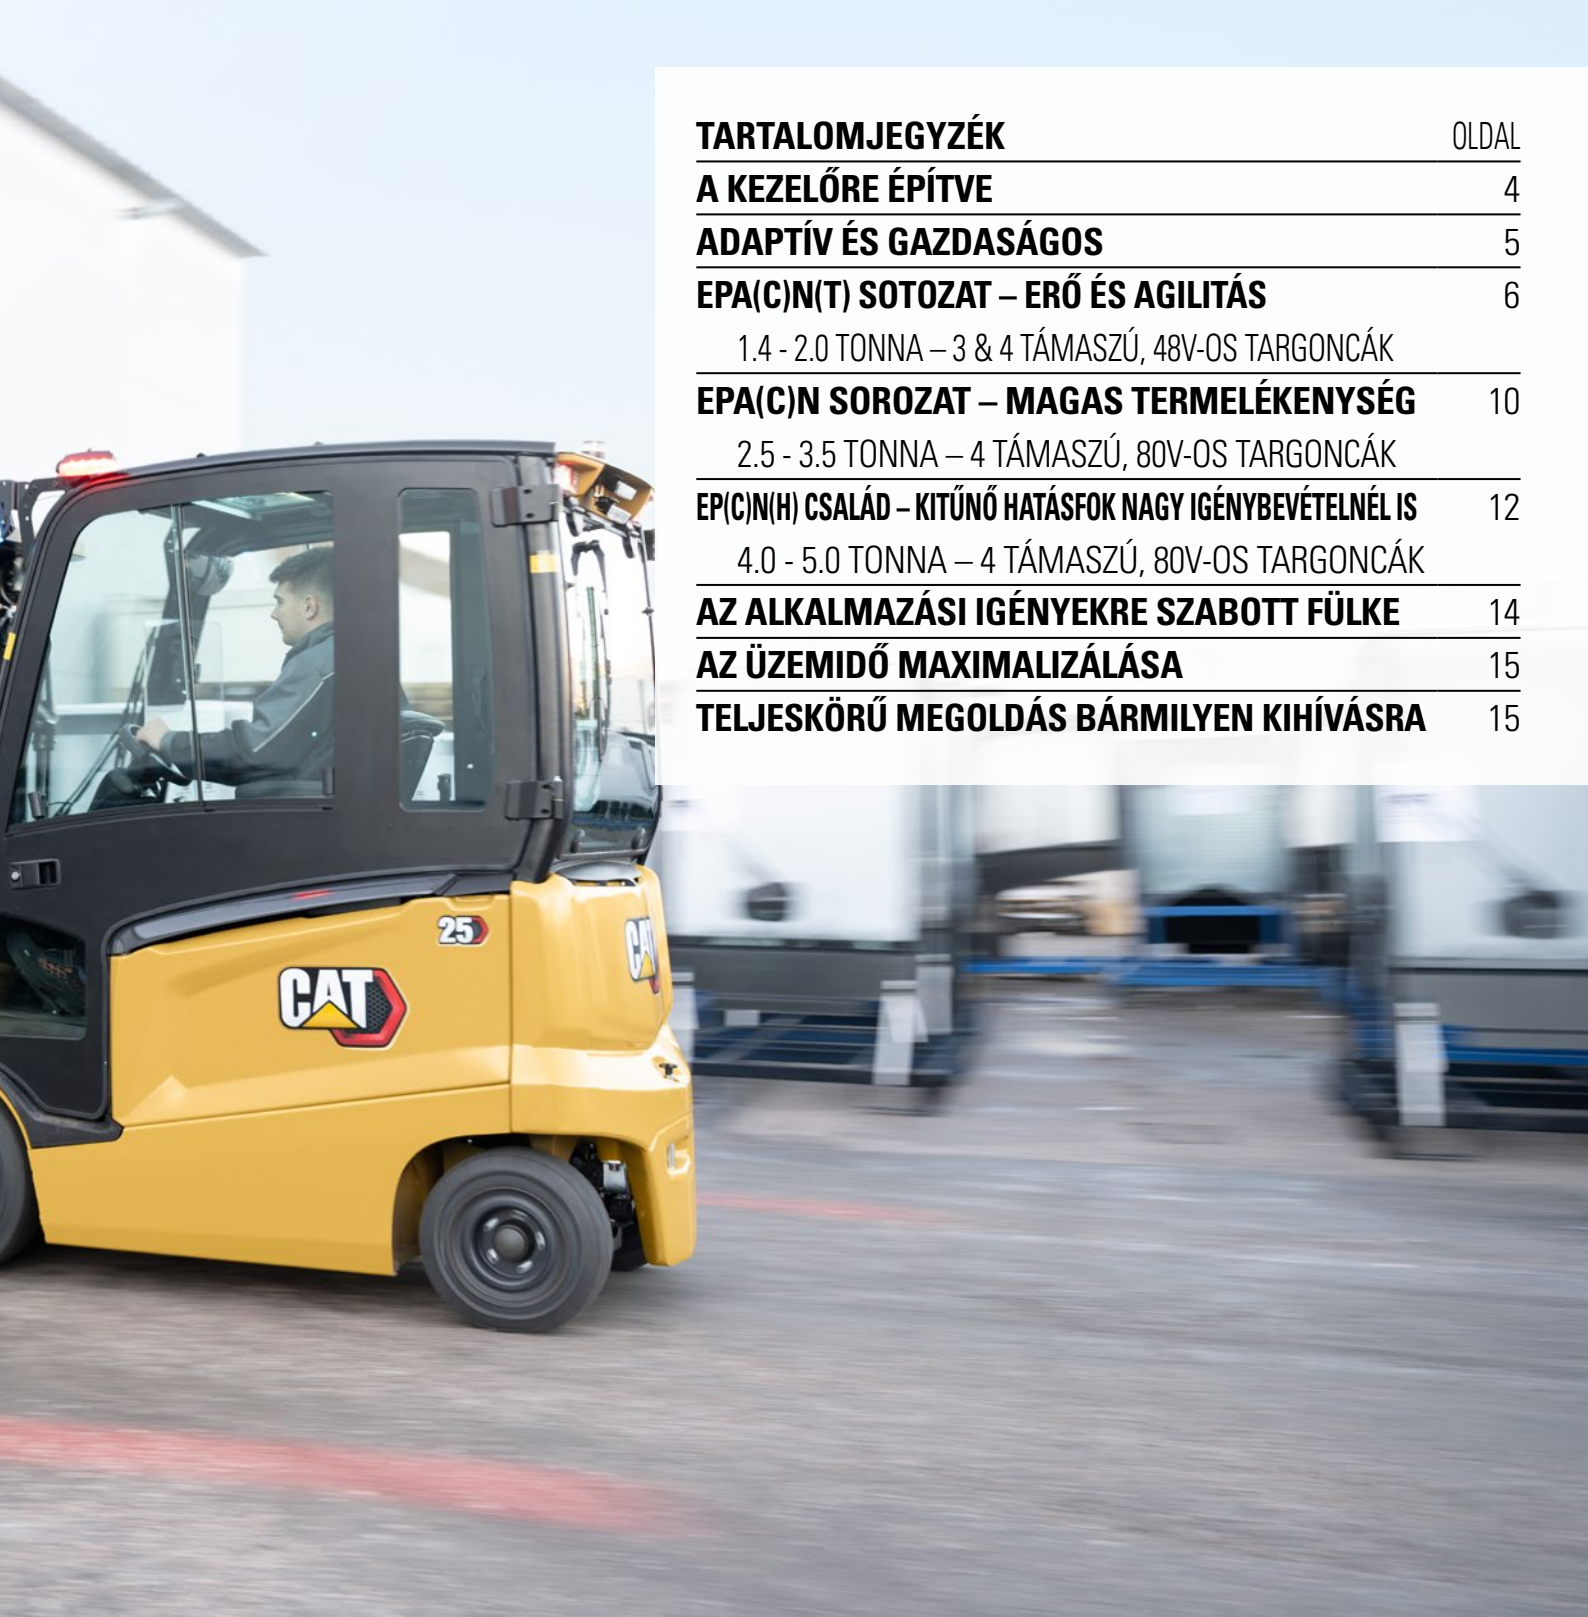 TARTALOMJEGYZÉK OLDAL
A KEZELŐRE ÉPÍTVE 4
ADAPTÍV ÉS GAZDASÁGOS 5
EPA(C)N(T) SOTOZAT – ERŐ ÉS AGILITÁS 6
1.4 - 2.0 TONNA – 3 & 4 TÁMASZÚ, 48V-OS TARGONCÁK
EPA(C)N SOROZAT – MAGAS TERMELÉKENYSÉG 10
2.5 - 3.5 TONNA – 4 TÁMASZÚ, 80V-OS TARGONCÁK
EP(C)N(H) CSALÁD – KITŰNŐ HATÁSFOK NAGY IGÉNYBEVÉTELNÉL IS 12
4.0 - 5.0 TONNA – 4 TÁMASZÚ, 80V-OS TARGONCÁK
AZ ALKALMAZÁSI IGÉNYEKRE SZABOTT FÜLKE 14
AZ ÜZEMIDŐ MAXIMALIZÁLÁSA 15
TELJESKÖRŰ MEGOLDÁS BÁRMILYEN KIHÍVÁSRA 15
25
CAT
CAT